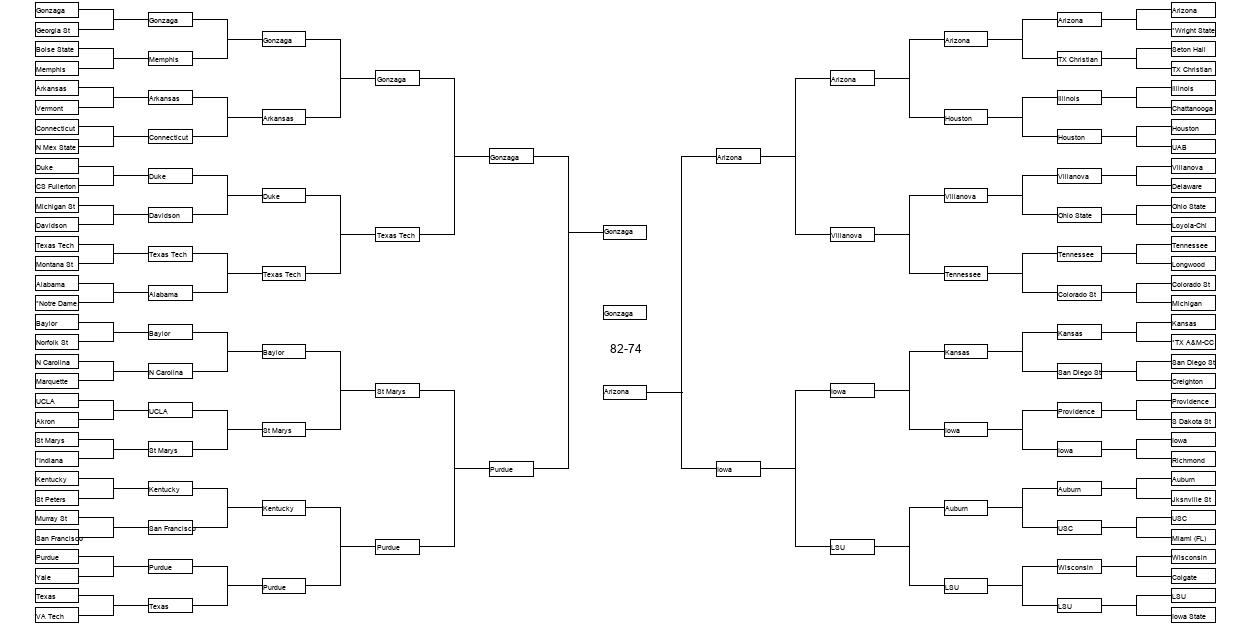 Gonzaga
Georgia St
Boise State
Memphis
Arkansas
Vermont
Connecticut
N Mex State
Duke
CS Fullerton
Michigan St
Davidson
Texas Tech
Montana St
Alabama
*Notre Dame
Baylor
Norfolk St
N Carolina
Marquette
UCLA
Akron
St Marys
*Indiana
Kentucky
St Peters
Murray St
San Francisco
Purdue
Yale
Texas
VA Tech
Gonzaga
Memphis
Arkansas
Connecticut
Duke
Davidson
Texas Tech
Alabama
Baylor
N Carolina
UCLA
St Marys
Kentucky
San Francisco
Purdue
Texas
Gonzaga
Arkansas
Duke
Texas Tech
Baylor
St Marys
Kentucky
Purdue
Gonzaga
Texas Tech
St Marys
Purdue
Gonzaga
Purdue
Gonzaga
Gonzaga
82-74
Arizona
Arizona
Iowa
Arizona
Villanova
Iowa
LSU
Arizona
Houston
Villanova
Tennessee
Kansas
Iowa
Auburn
LSU
Arizona
TX Christian
Illinois
Houston
Villanova
Ohio State
Tennessee
Colorado St
Kansas
San Diego St
Providence
Iowa
Auburn
USC
Wisconsin
LSU
Arizona
*Wright State
Seton Hall
TX Christian
Illinois
Chattanooga
Houston
UAB
Villanova
Delaware
Ohio State
Loyola-Chi
Tennessee
Longwood
Colorado St
Michigan
Kansas
*TX A&M-CC
San Diego St
Creighton
Providence
S Dakota St
Iowa
Richmond
Auburn
Jksnville St
USC
Miami (FL)
Wisconsin
Colgate
LSU
Iowa State